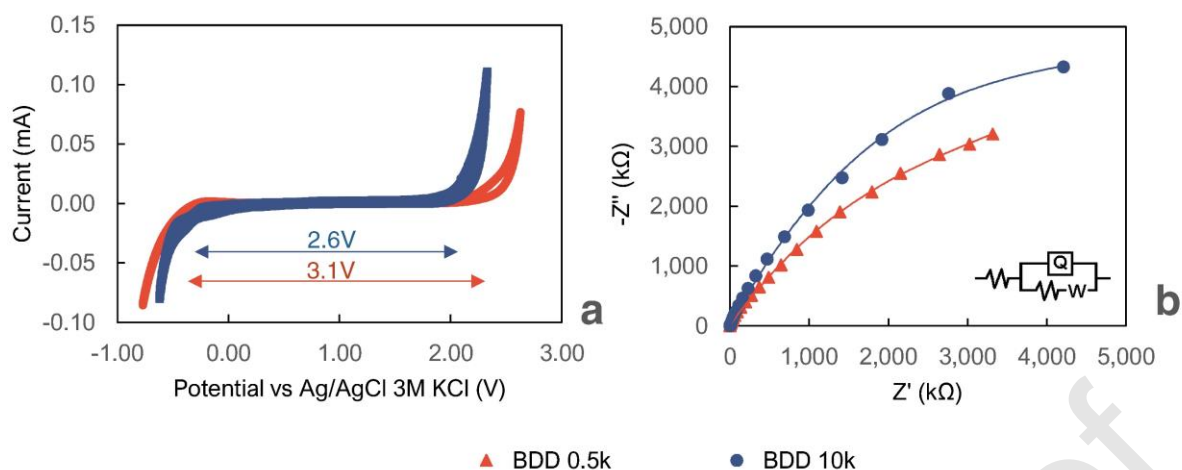 0.15
0.10
0.05
0.00
-0.05
-0.10
Current (mA)
2.6V
3.1V
a
-1.00 0.00 1.00 2.00 3.00
Potential vs Ag/AgCl 3M KCl (V)
5,000
4,000
3,000
2,000
1,000
0
-Z" (kΩ)
Q
W
b
0 1,000 2,000 3,000 4,000 5,000
Z' (kΩ)
BDD 0.5k BDD 10k